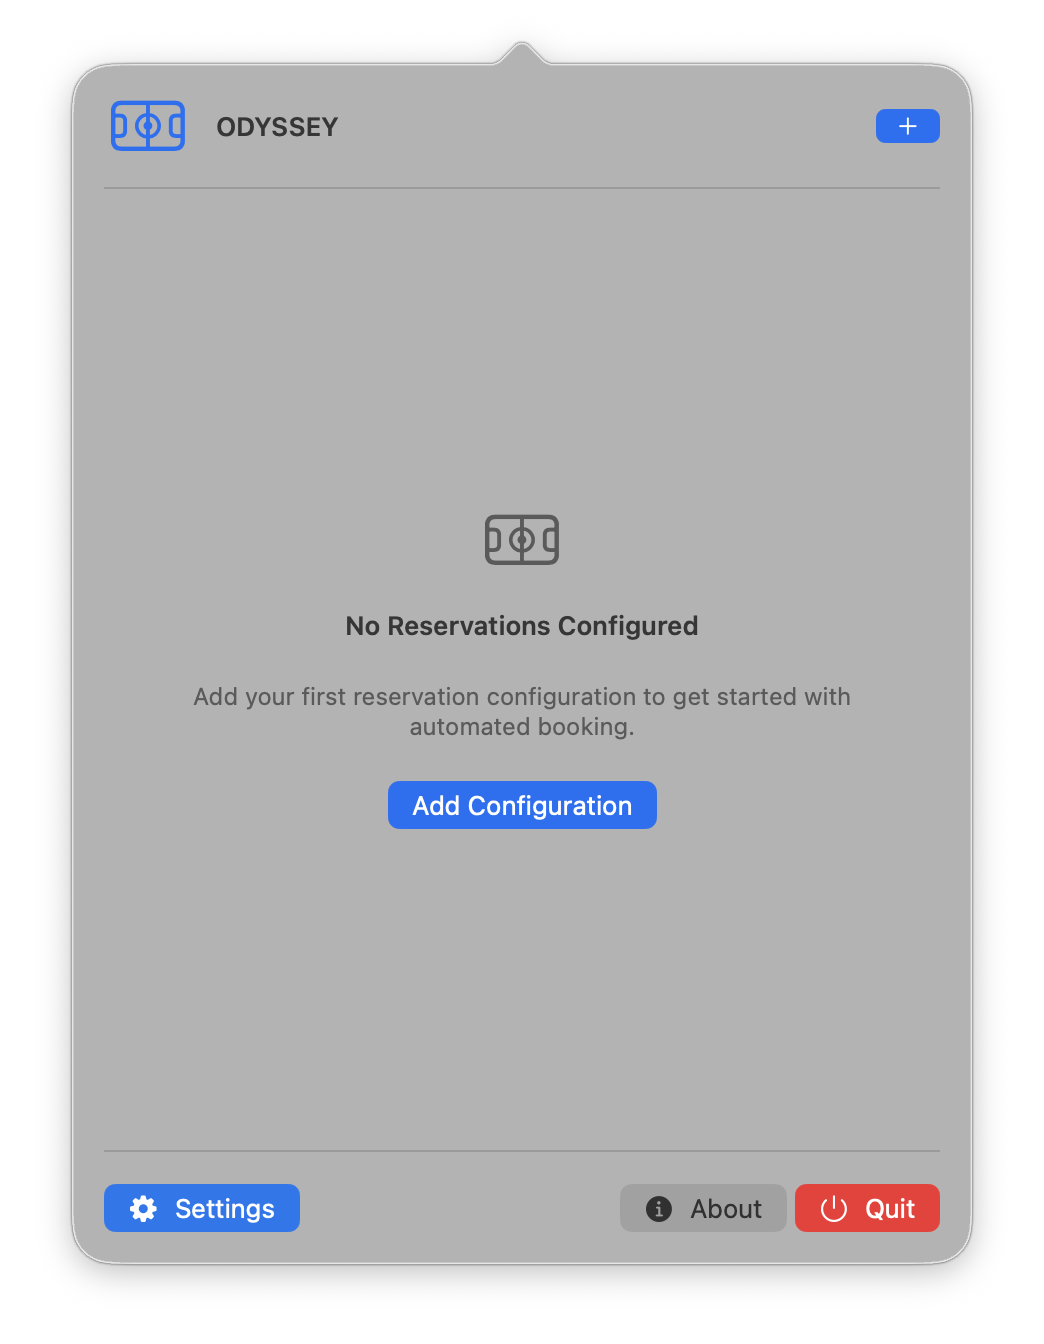 ODYSSEY
No Reservations Configured
Add your first reservation configuration to get started with
automated booking.
Add Configuration
Settings
About
Quit